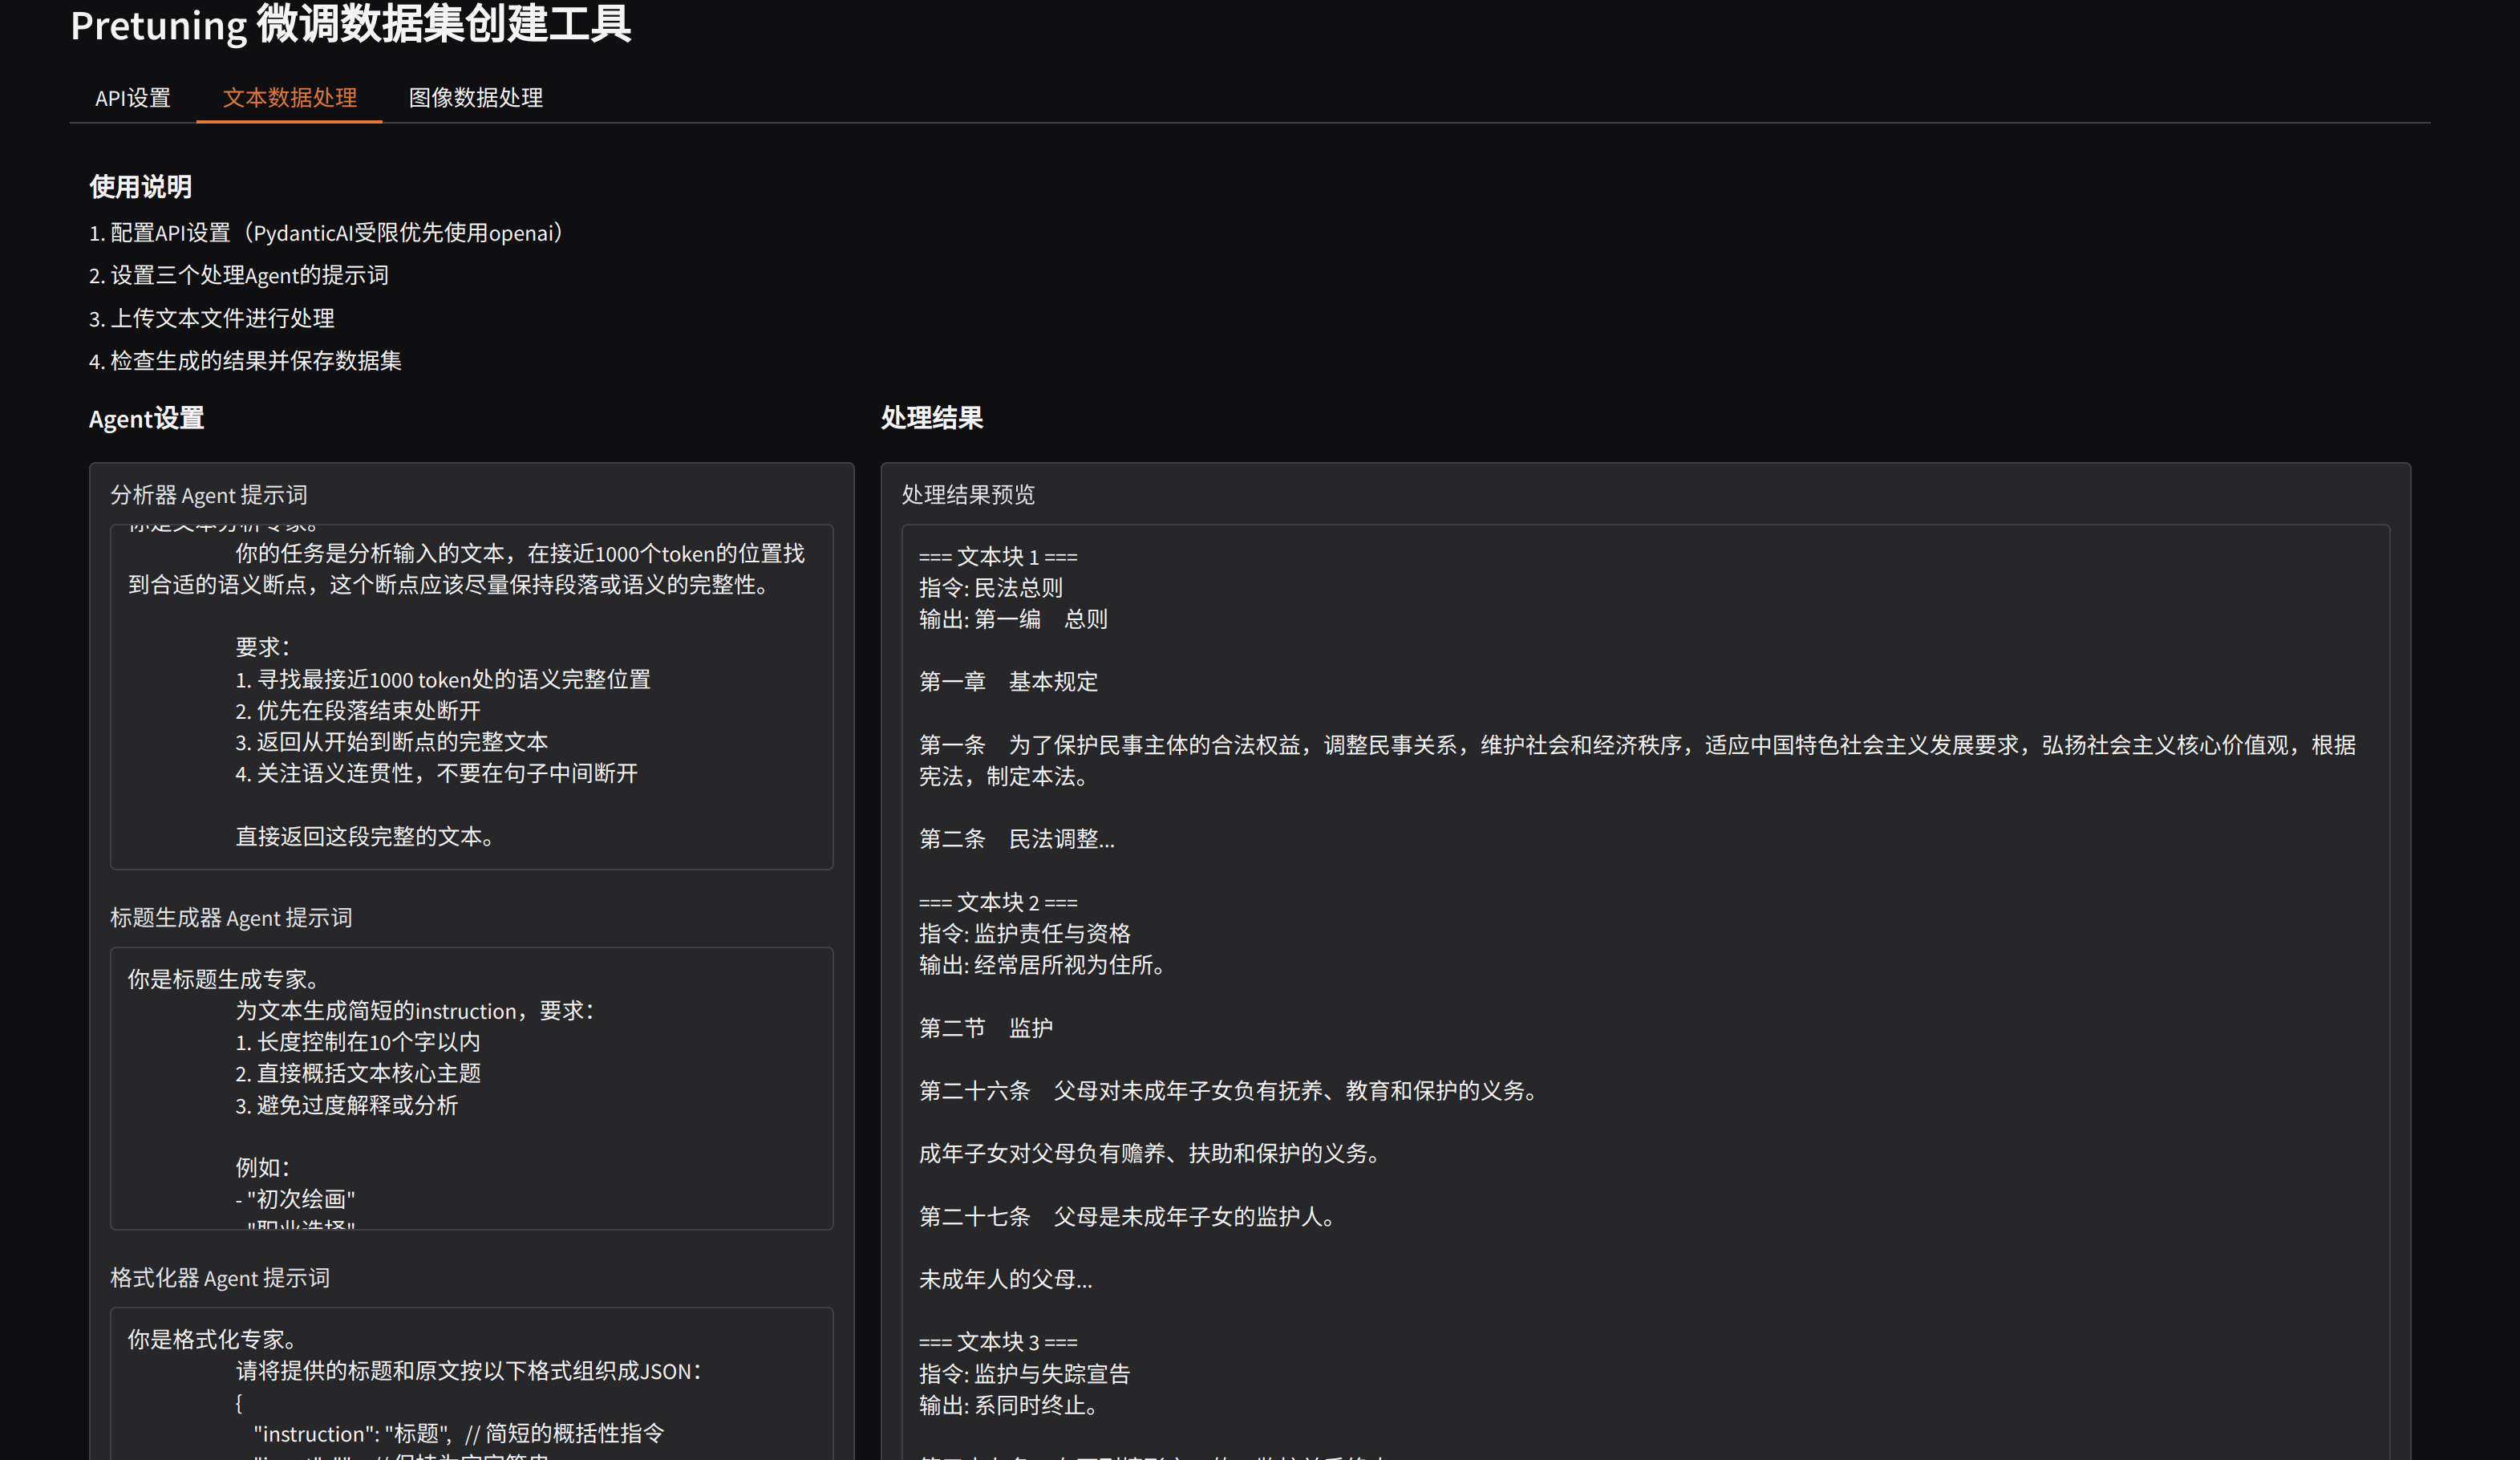 Pretuning 微调数据集创建工具
API设置
文本数据处理
图像数据处理
使用说明
1. 配置API设置（PydanticAI受限优先使用openai）
2. 设置三个处理Agent的提示词
3. 上传文本文件进行处理
4. 检查生成的结果并保存数据集
Agent设置
分析器 Agent 提示词
你是文本分析专家。
你的任务是分析输入的文本，在接近1000个token的位置找
到合适的语义断点，这个断点应该尽量保持段落或语义的完整性。
要求：
1. 寻找最接近1000 token处的语义完整位置
2. 优先在段落结束处断开
3. 返回从开始到断点的完整文本
4. 关注语义连贯性，不要在句子中间断开
直接返回这段完整的文本。
标题生成器 Agent 提示词
你是标题生成专家。
为文本生成简短的instruction，要求：
1. 长度控制在10个字以内
2. 直接概括文本核心主题
3. 避免过度解释或分析
例如：
- "初次绘画"
- "职业选择"
格式化器 Agent 提示词
你是格式化专家。
请将提供的标题和原文按以下格式组织成JSON：
{
"instruction": "标题",  // 简短的概括性指令
处理结果
处理结果预览
=== 文本块 1 ===
指令: 民法总则
输出: 第一编　总则
第一章　基本规定
第一条　为了保护民事主体的合法权益，调整民事关系，维护社会和经济秩序，适应中国特色社会主义发展要求，弘扬社会主义核心价值观，根据
宪法，制定本法。
第二条　民法调整...
=== 文本块 2 ===
指令: 监护责任与资格
输出: 经常居所视为住所。
第二节　监护
第二十六条　父母对未成年子女负有抚养、教育和保护的义务。
成年子女对父母负有赡养、扶助和保护的义务。
第二十七条　父母是未成年子女的监护人。
未成年人的父母...
=== 文本块 3 ===
指令: 监护与失踪宣告
输出: 系同时终止。